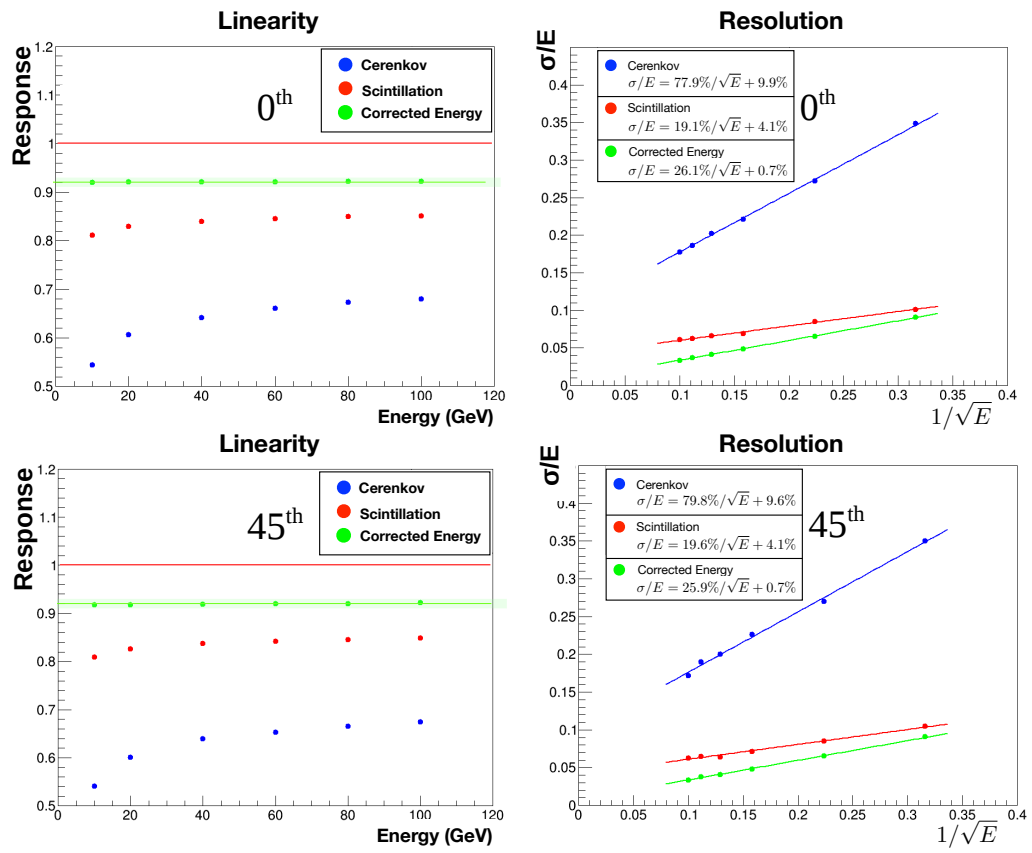 Linearity
Response
1.2
1.1
1
0.9
0.8
0.7
0.6
0.5
0 20 40 60 80 100 120
Energy (GeV)
Cerenkov
Scintillation
Corrected Energy
0th
Resolution
σ/E
0.4
0.35
0.3
0.25
0.2
0.15
0.1
0.05
0
0 0.05 0.1 0.15 0.2 0.25 0.3 0.35 0.4
1/√E
Cerenkov
σ/E = 77.9%/√E + 9.9%
Scintillation
σ/E = 19.1%/√E + 4.1%
Corrected Energy
σ/E = 26.1%/√E + 0.7%
0th
Linearity
Response
1.2
1.1
1
0.9
0.8
0.7
0.6
0.5
0 20 40 60 80 100 120
Energy (GeV)
Cerenkov
Scintillation
Corrected Energy
45th
Resolution
σ/E
0.4
0.35
0.3
0.25
0.2
0.15
0.1
0.05
0
0 0.05 0.1 0.15 0.2 0.25 0.3 0.35 0.4
1/√E
Cerenkov
σ/E = 79.8%/√E + 9.6%
Scintillation
σ/E = 19.6%/√E + 4.1%
Corrected Energy
σ/E = 25.9%/√E + 0.7%
45th